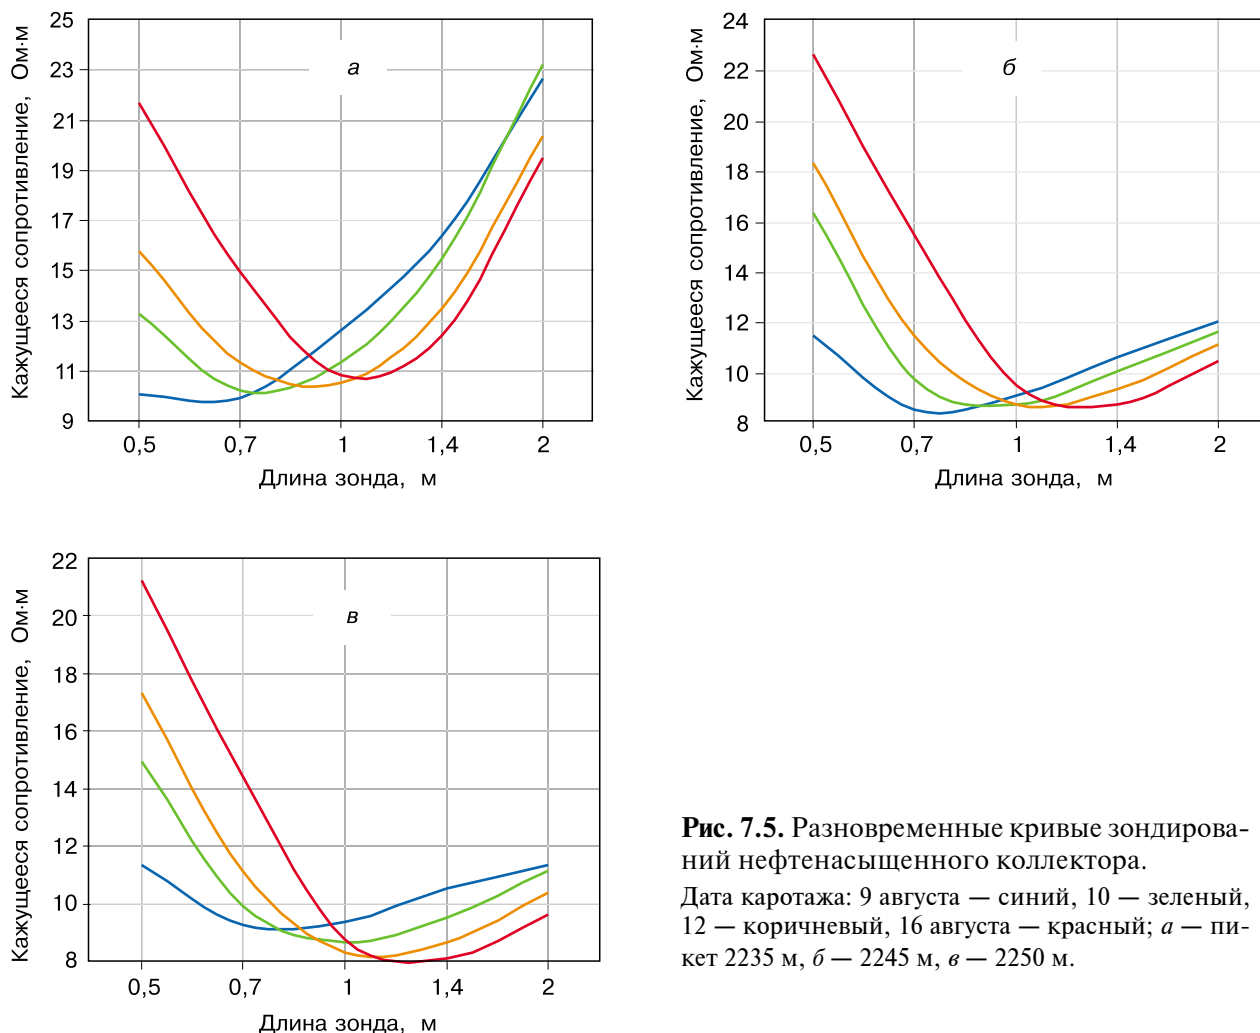 Кажущееся сопротивление, Ом·м
25
23
21
19
17
15
13
11
9
а
0,5 0,7 1 1,4 2
Длина зонда, м
Кажущееся сопротивление, Ом·м
24
22
20
18
16
14
12
10
8
б
0,5 0,7 1 1,4 2
Длина зонда, м
Кажущееся сопротивление, Ом·м
22
20
18
16
14
12
10
8
в
0,5 0,7 1 1,4 2
Длина зонда, м
Рис. 7.5. Разновременные кривые зондирова-
ний нефтенасыщенного коллектора.
Дата каротажа: 9 августа — синий, 10 — зеленый,
12 — коричневый, 16 августа — красный; а — пи-
кет 2235 м, б — 2245 м, в — 2250 м.